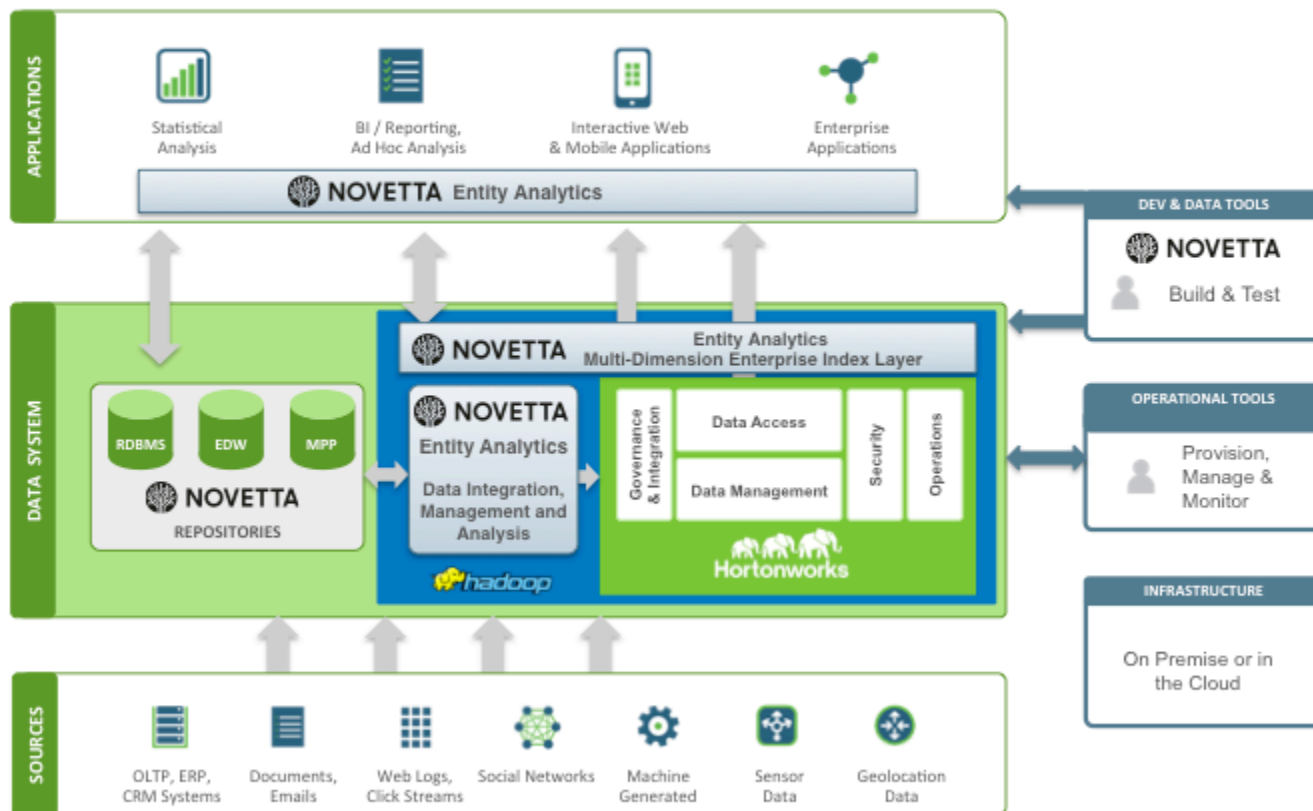 APPLICATIONS
Statistical
Analysis
BI / Reporting,
Ad Hoc Analysis
Interactive Web
& Mobile Applications
Enterprise
Applications
NOVETTA Entity Analytics
DEV & DATA TOOLS
NOVETTA
Build & Test
DATA SYSTEM
NOVETTA
Entity Analytics
Multi-Dimension Enterprise Index Layer
RDBMS
EDW
MPP
NOVETTA
REPOSITORIES
NOVETTA
Entity Analytics
Data Integration,
Management and
Analysis
hadoop
Governance
& Integration
Data Access
Data Management
Security
Operations
Hortonworks
OPERATIONAL TOOLS
Provision,
Manage &
Monitor
INFRASTRUCTURE
On Premise or in
the Cloud
SOURCES
OLTP, ERP,
CRM Systems
Documents,
Emails
Web Logs,
Click Streams
Social Networks
Machine
Generated
Sensor
Data
Geolocation
Data